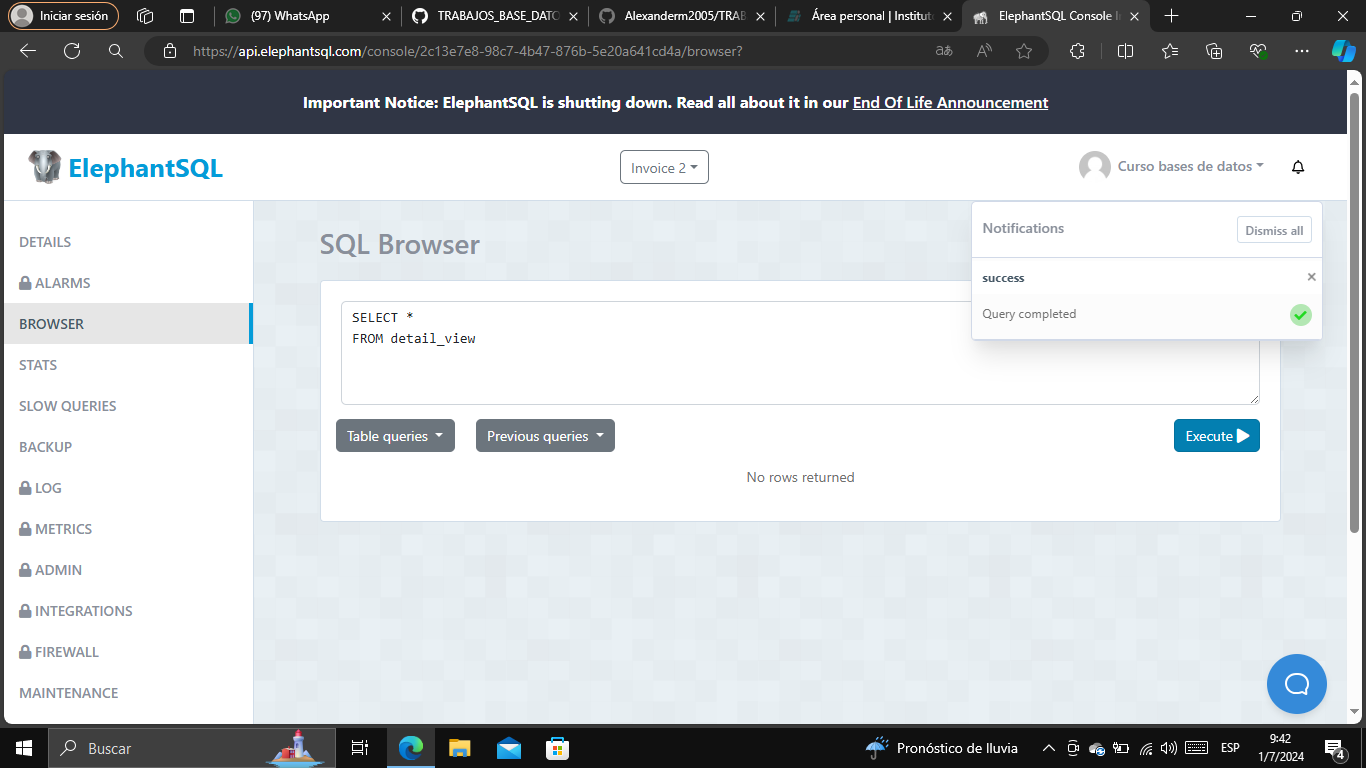 Iniciar sesión
(97) WhatsApp
TRABAJOS_BASE_DATO
Alexanderm2005/TRAB
Área personal | Institut
ElephantSQL Console I
https://api.elephantsql.com/console/2c13e7e8-98c7-4b47-876b-5e20a641cd4a/browser?
Important Notice: ElephantSQL is shutting down. Read all about it in our End Of Life Announcement
ElephantSQL
Invoice 2
Curso bases de datos
Notifications
Dismiss all
success
Query completed
DETAILS
ALARMS
BROWSER
STATS
SLOW QUERIES
BACKUP
LOG
METRICS
ADMIN
INTEGRATIONS
FIREWALL
MAINTENANCE
SQL Browser
SELECT *
FROM detail_view
Table queries
Previous queries
Execute
No rows returned
Buscar
Pronóstico de lluvia
ESP
9:42
1/7/2024
4